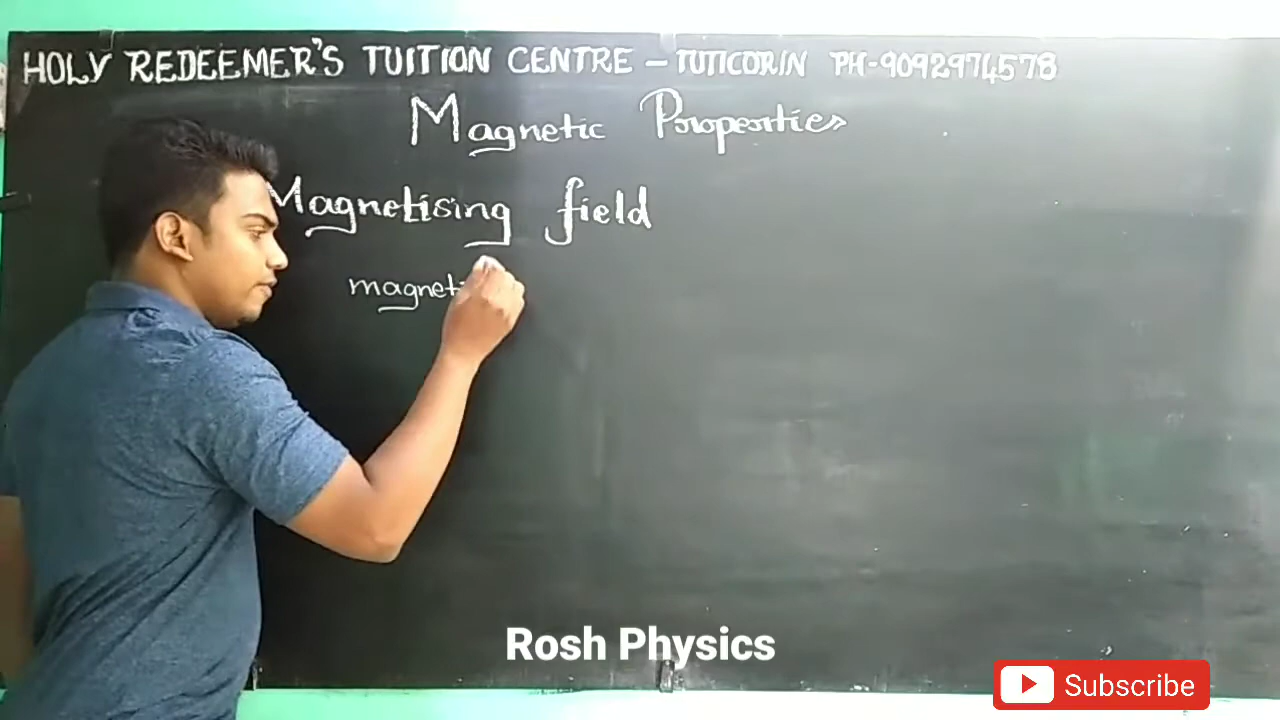 HOLY REDEEMER'S TUITION CENTRE - TUTICORIN PH-9092974578
Magnetic Properties
Magnetising field
magnet
Rosh Physics
Subscribe